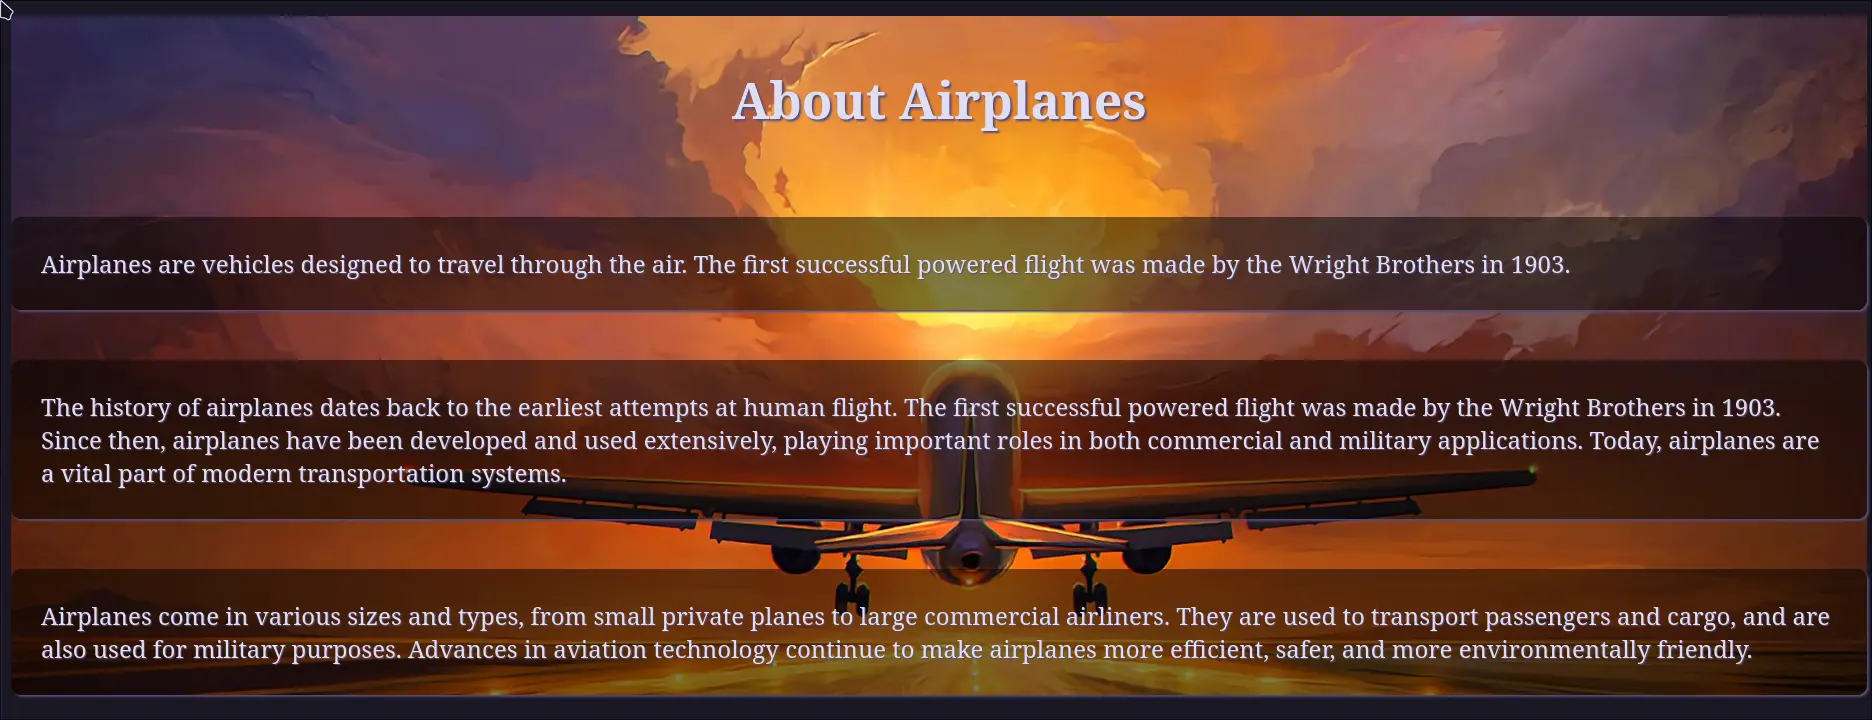 About Airplanes
Airplanes are vehicles designed to travel through the air. The first successful powered flight was made by the Wright Brothers in 1903.
The history of airplanes dates back to the earliest attempts at human flight. The first successful powered flight was made by the Wright Brothers in 1903.
Since then, airplanes have been developed and used extensively, playing important roles in both commercial and military applications. Today, airplanes are
a vital part of modern transportation systems.
Airplanes come in various sizes and types, from small private planes to large commercial airliners. They are used to transport passengers and cargo, and are
also used for military purposes. Advances in aviation technology continue to make airplanes more efficient, safer, and more environmentally friendly.